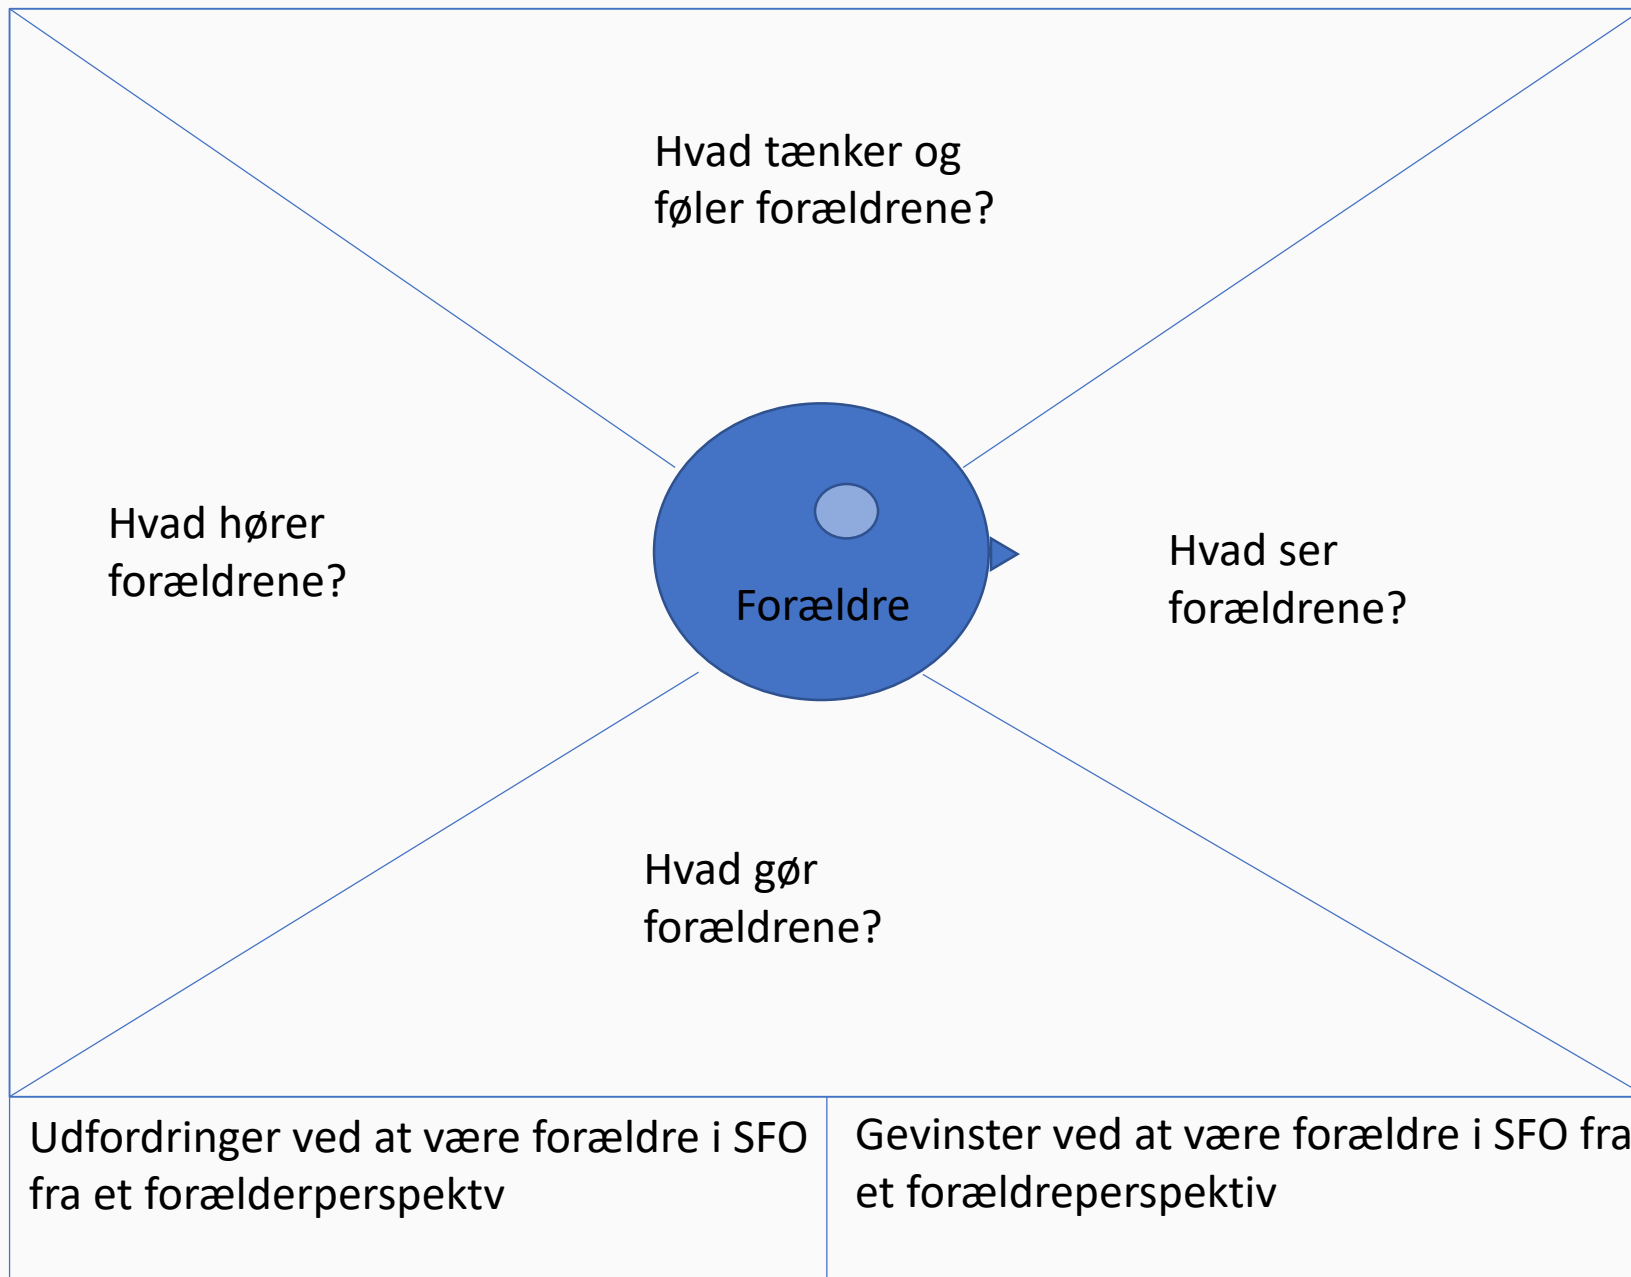 Hvad tænker og
føler forældrene?
Hvad hører
forældrene?
Forældre
Hvad ser
forældrene?
Hvad gør
forældrene?
Udfordringer ved at være forældre i SFO
fra et forælderperspektv
Gevinster ved at være forældre i SFO fra
et forældreperspektiv